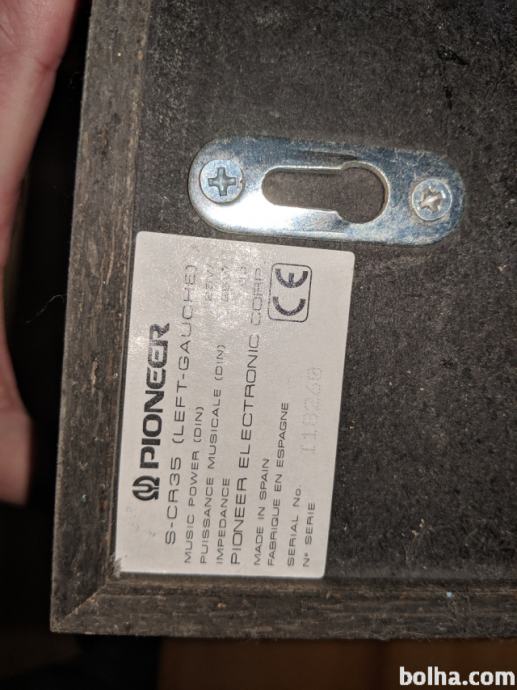 PIONEER
S-CR35 (LEFT-GAUCHE)
MUSIC POWER (DIN)
PUISSANCE MUSICALE (DIN)
IMPEDANCE
PIONEER ELECTRONIC CORP
MADE IN SPAIN
FABRIQUE EN ESPAGNE
SERIAL No.
N° SERIE
CE
bolha.com